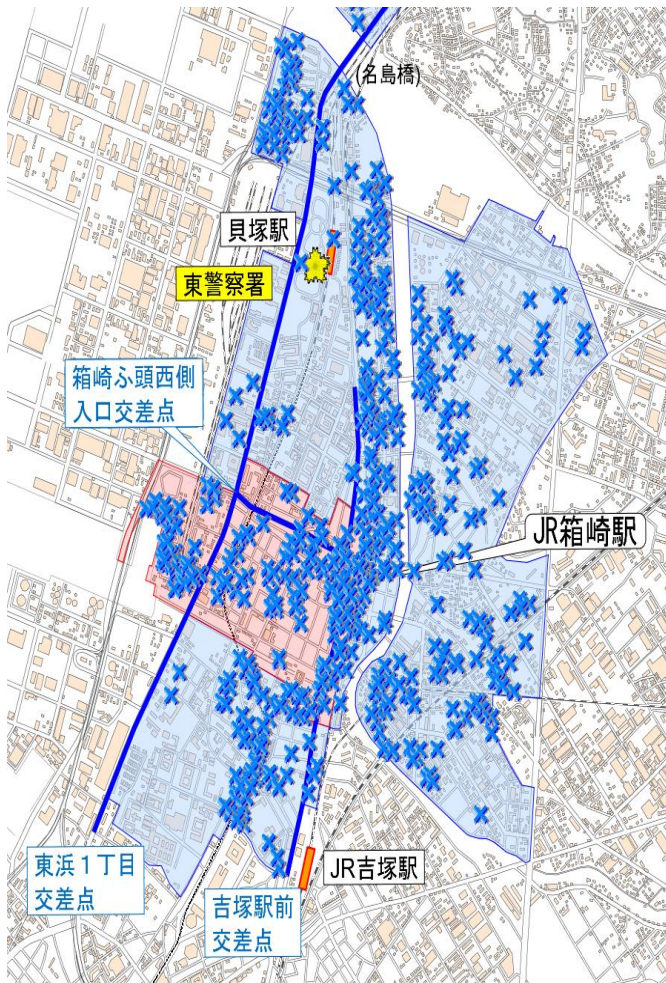 (名島橋)
貝塚駅
東警察署
箱崎ふ頭西側
入口交差点
JR箱崎駅
東浜１丁目
交差点
JR吉塚駅
吉塚駅前
交差点